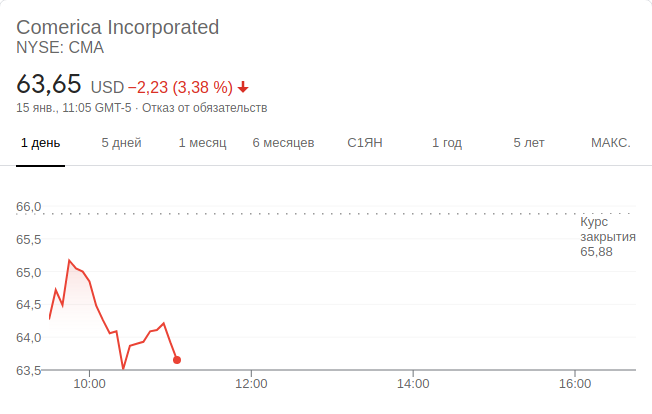 Comerica Incorporated
NYSE: CMA
63,65 USD −2,23 (3,38 %)
15 янв., 11:05 GMT-5 · Отказ от обязательств
1 день 5 дней 1 месяц 6 месяцев С1ЯН 1 год 5 лет МАКС.
66,0
Курс
65,5 закрытия
65,88
65,0
64,5
64,0
63,5
10:00 12:00 14:00 16:00